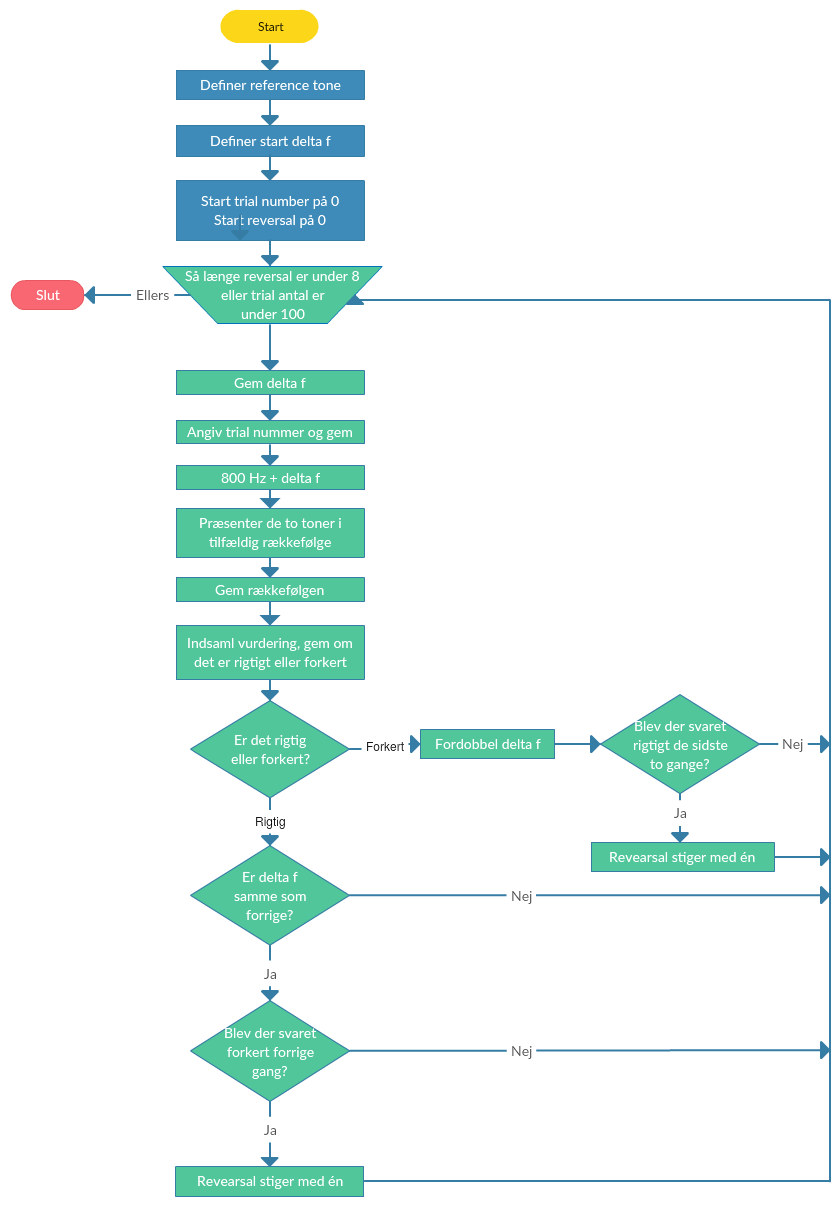 Start
Definer reference tone
Definer start delta f
Start trial number på 0
Start reversal på 0
Så længe reversal er under 8
eller trial antal er
under 100
Ellers
Slut
Gem delta f
Angiv trial nummer og gem
800 Hz + delta f
Præsenter de to toner i
tilfældig rækkefølge
Gem rækkefølgen
Indsaml vurdering, gem om
det er rigtigt eller forkert
Er det rigtig
eller forkert?
Forkert
Fordobbel delta f
Blev der svaret
rigtigt de sidste
to gange?
Nej
Ja
Revearsal stiger med én
Rigtig
Er delta f
samme som
forrige?
Nej
Ja
Blev der svaret
forkert forrige
gang?
Nej
Ja
Revearsal stiger med én